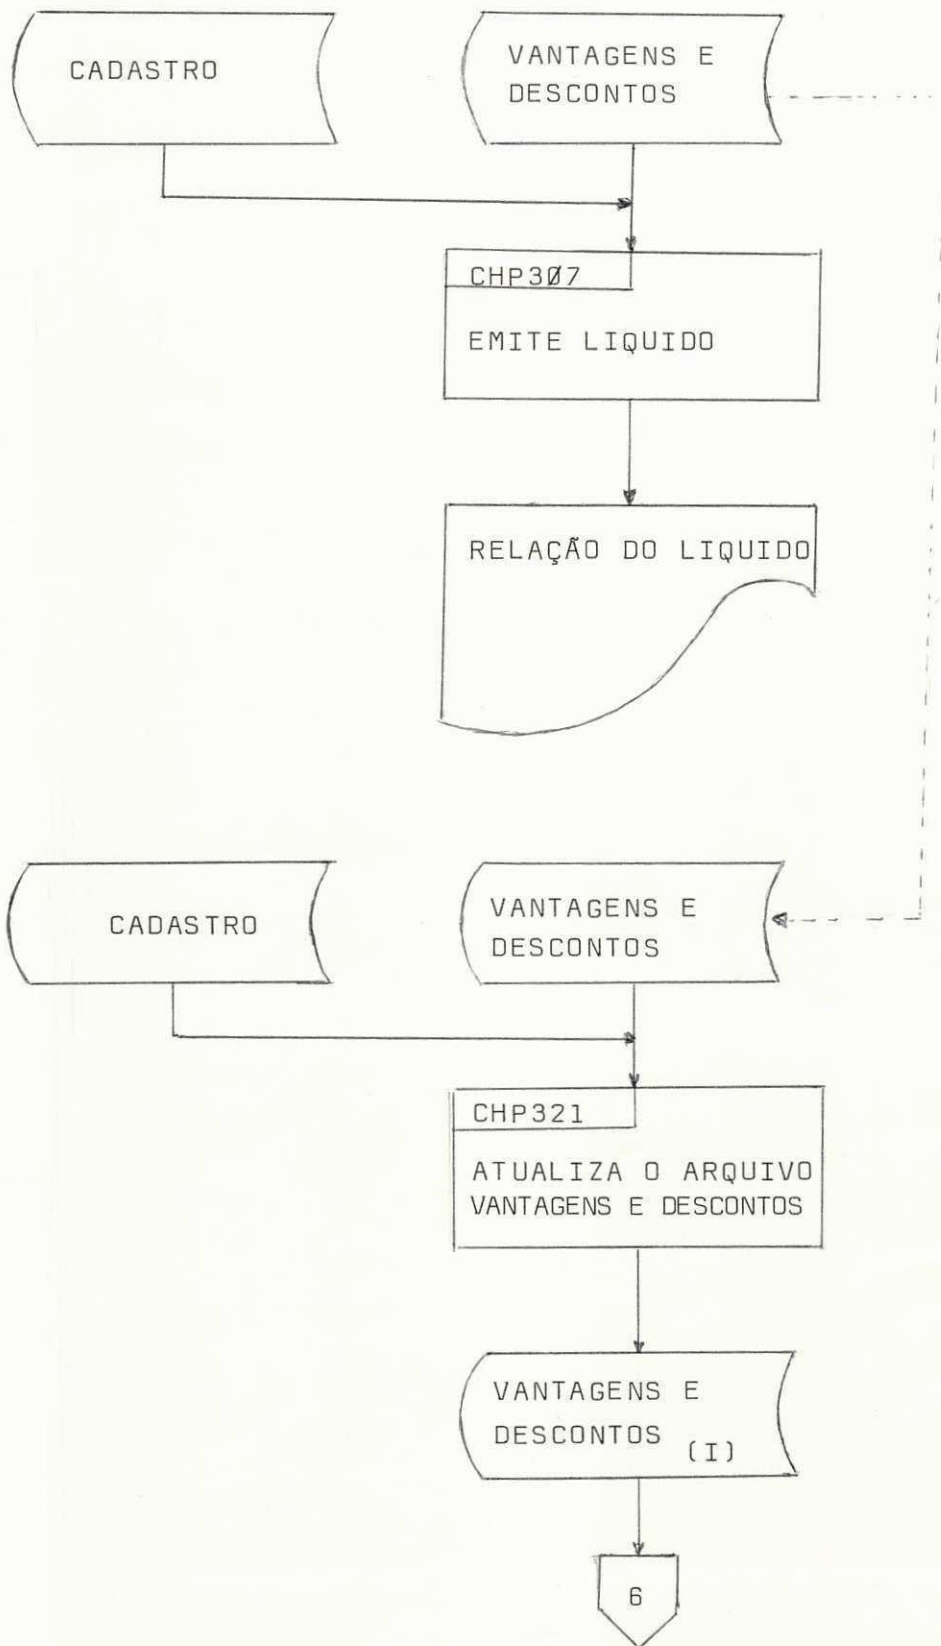 CADASTRO
VANTAGENS E
DESCONTOS
CHP3Ø7
EMITE LIQUIDO
RELAÇÃO DO LIQUIDO
CADASTRO
VANTAGENS E
DESCONTOS
CHP321
ATUALIZA O ARQUIVO
VANTAGENS E DESCONTOS
VANTAGENS E
DESCONTOS (I)
6